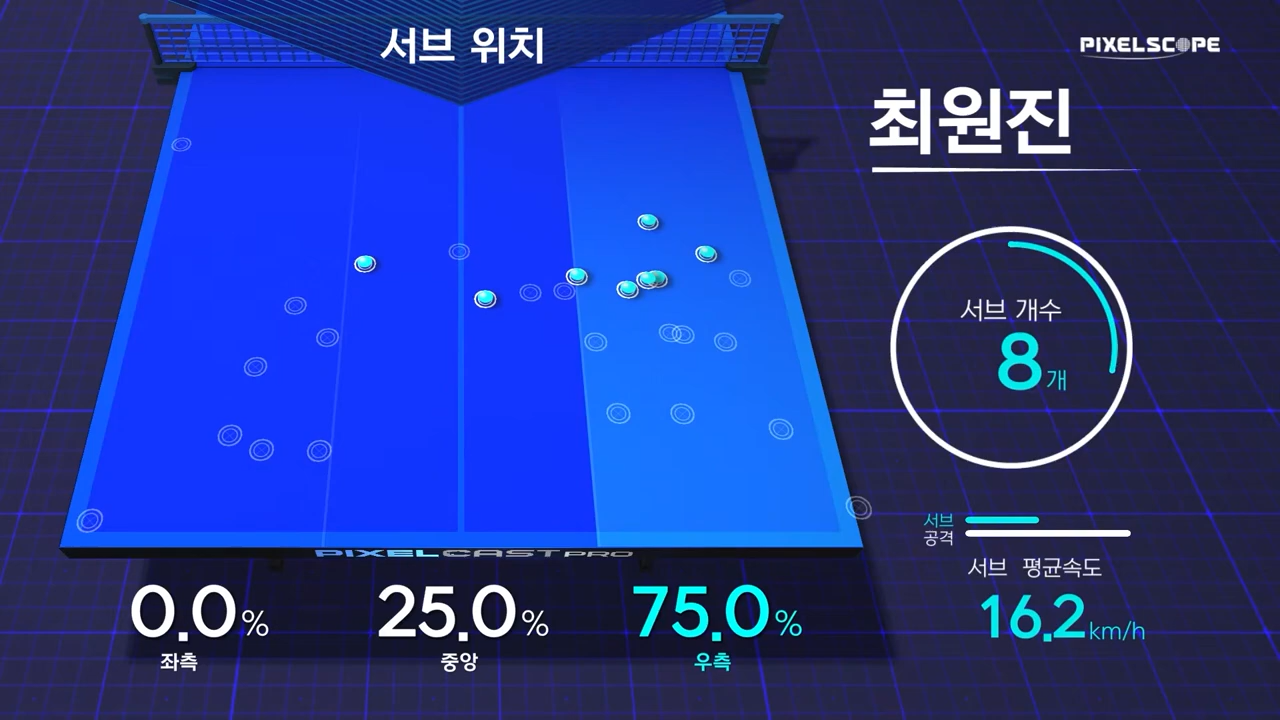 서브 위치
PIXELSCOPE
최원진
서브 개수
8개
서브
공격
서브 평균속도
16.2km/h
PIXELCAST PRO
0.0%
좌측
25.0%
중앙
75.0%
우측